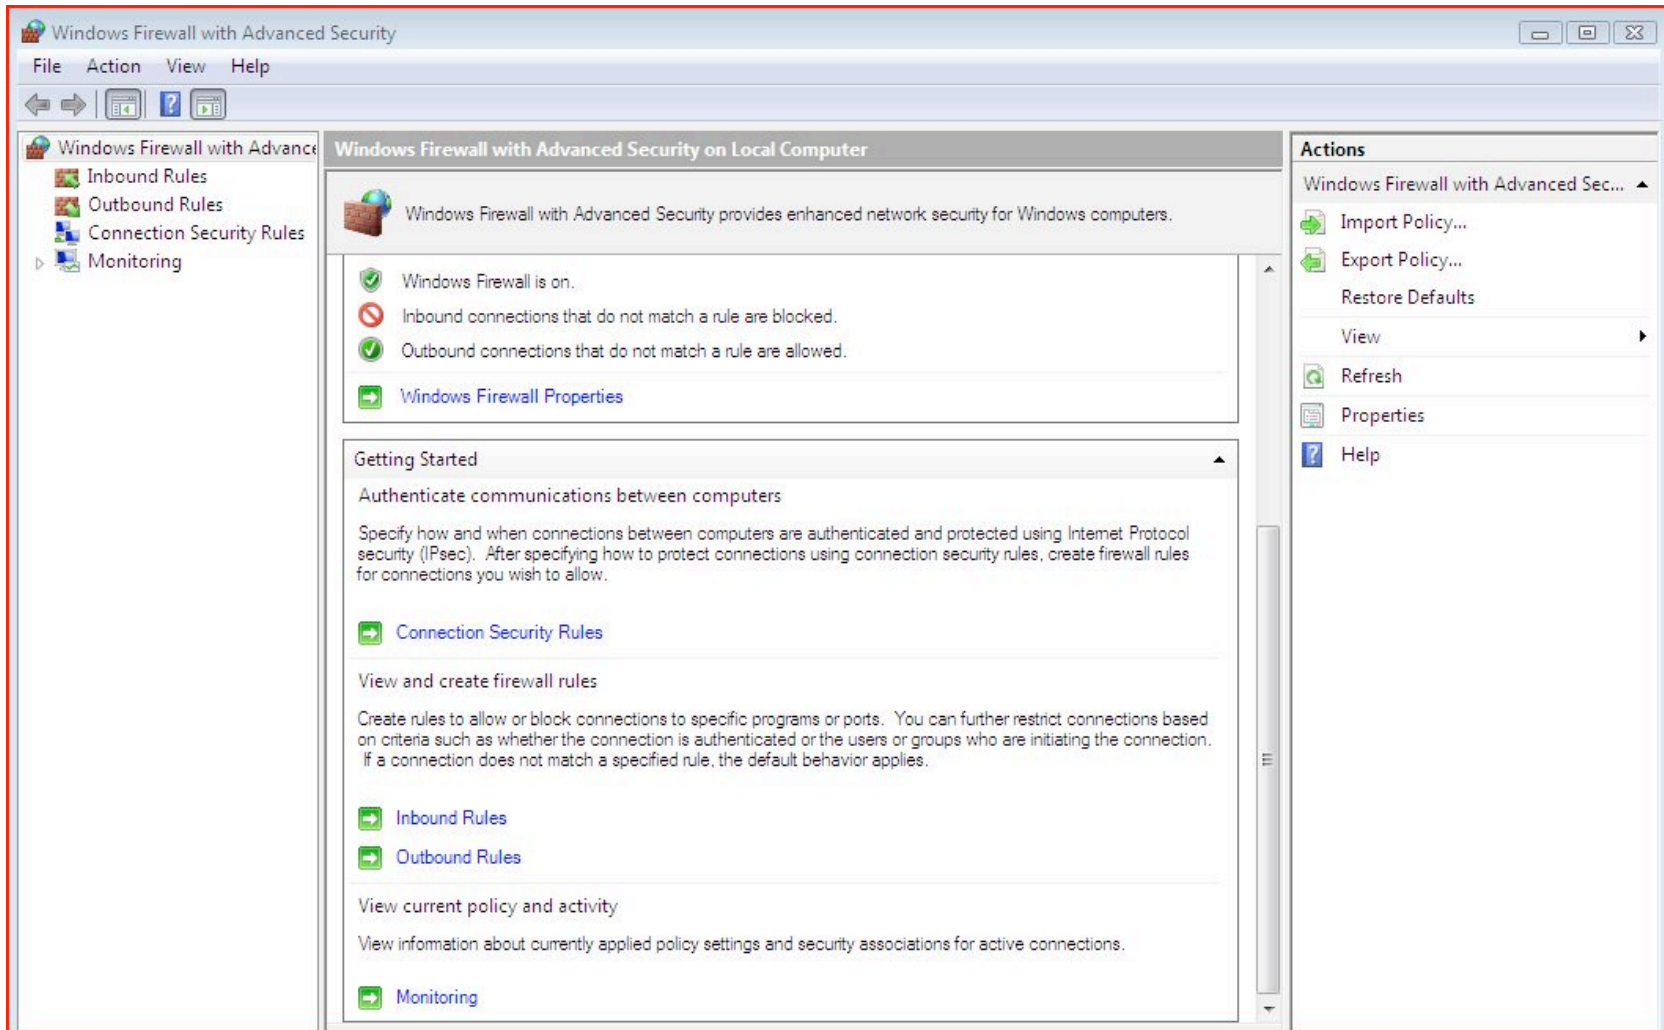 Windows Firewall with Advanced Security
File Action View Help
Windows Firewall with Advance
Inbound Rules
Outbound Rules
Connection Security Rules
Monitoring
Windows Firewall with Advanced Security on Local Computer
Windows Firewall with Advanced Security provides enhanced network security for Windows computers.
Windows Firewall is on.
Inbound connections that do not match a rule are blocked.
Outbound connections that do not match a rule are allowed.
Windows Firewall Properties
Getting Started
Authenticate communications between computers
Specify how and when connections between computers are authenticated and protected using Internet Protocol
security (IPsec). After specifying how to protect connections using connection security rules, create firewall rules
for connections you wish to allow.
Connection Security Rules
View and create firewall rules
Create rules to allow or block connections to specific programs or ports. You can further restrict connections based
on criteria such as whether the connection is authenticated or the users or groups who are initiating the connection.
If a connection does not match a specified rule, the default behavior applies.
Inbound Rules
Outbound Rules
View current policy and activity
View information about currently applied policy settings and security associations for active connections.
Monitoring
Actions
Windows Firewall with Advanced Sec...
Import Policy...
Export Policy...
Restore Defaults
View
Refresh
Properties
Help